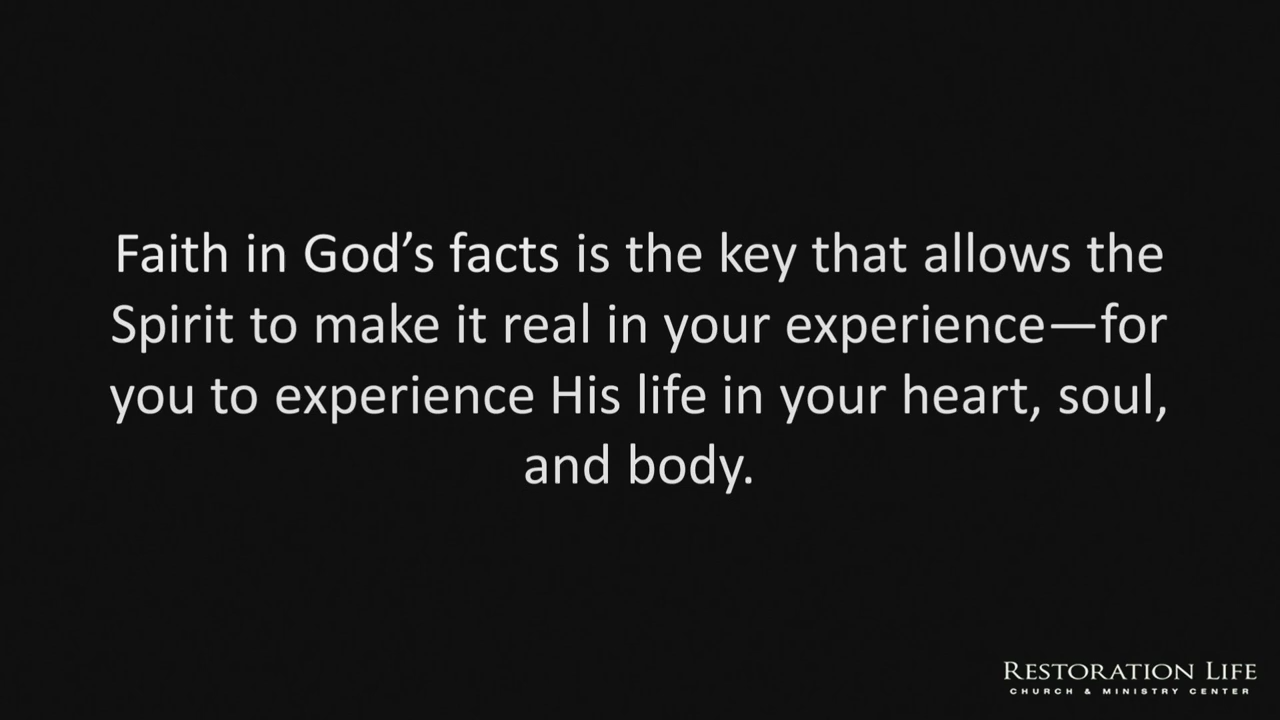 Faith in God’s facts is the key that allows the
Spirit to make it real in your experience—for
you to experience His life in your heart, soul,
and body.
RESTORATION LIFE
CHURCH & MINISTRY CENTER